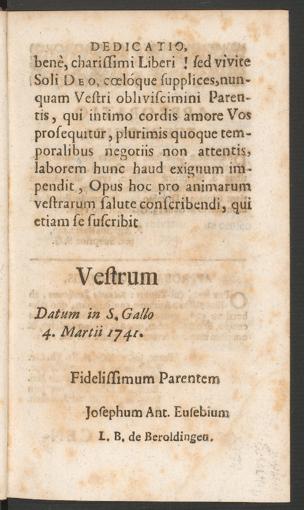 DEDICATIO,
benè, charissimi Liberi ! sed vivite
Soli DEO, cœlóque supplices, nun-
quam Vestri obliviscimini Paren-
tis, qui intimo cordis amore Vos
prosequitur, plurimis quoque tem-
poralibus negotiis non attentis,
laborem hunc haud exiguum im-
pendit, Opus hoc pro animarum
vestrarum salute conscribendi, qui
etiam se suscribit
Vestrum
Datum in S. Gallo
4. Martii 1741.
Fidelissimum Parentem
Josephum Ant. Eusebium
L. B. de Beroldingen.